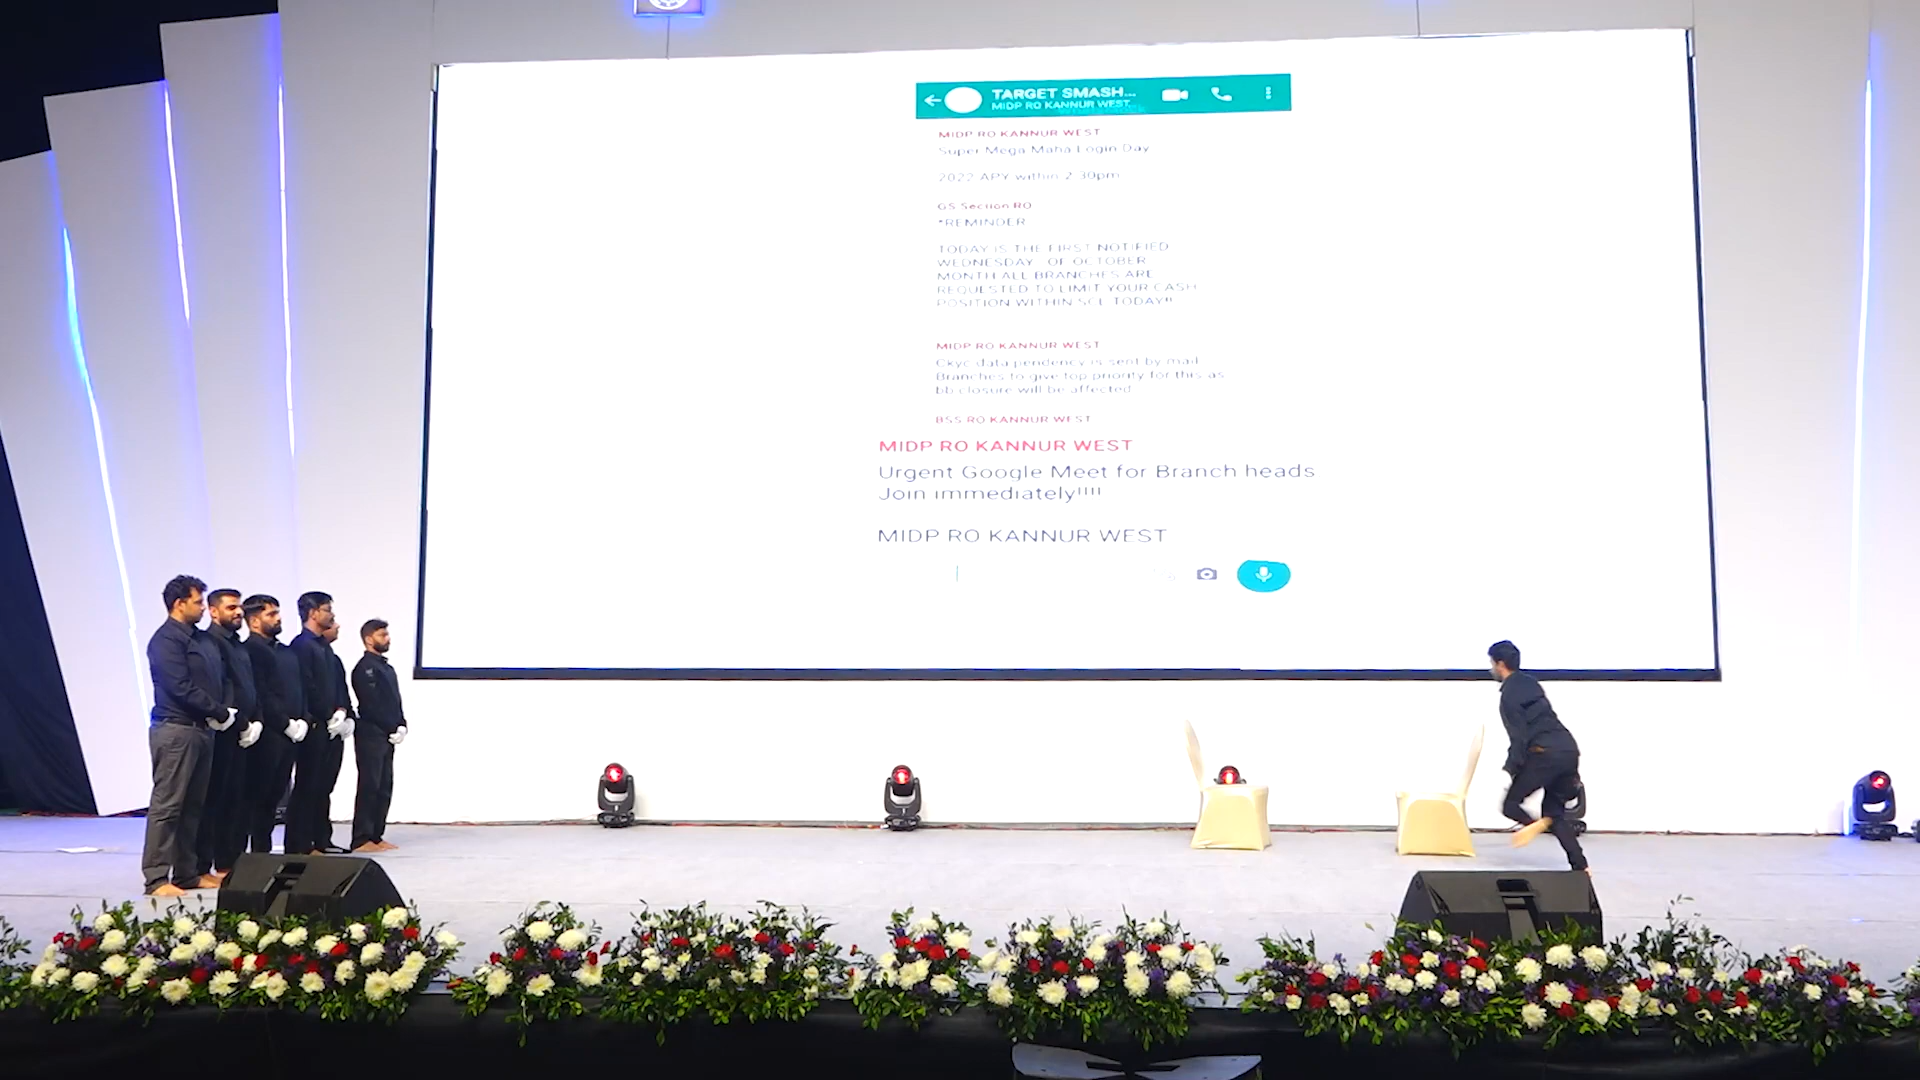 TARGET SMASH...
MIDP RO KANNUR WEST...
MIDP RO KANNUR WEST
Super Mega Maha Login Day
2022 APY within 2 30pm
GS Section RO
*REMINDER
TODAY IS THE FIRST NOTIFIED
WEDNESDAY OF OCTOBER
MONTH ALL BRANCHES ARE
REQUESTED TO LIMIT YOUR CASH
POSITION WITHIN SCL TODAY!!
MIDP RO KANNUR WEST
Ckyc data pendency is sent by mail
Branches to give top priority for this as
bb closure will be affected
BSS RO KANNUR WEST
MIDP RO KANNUR WEST
Urgent Google Meet for Branch heads
Join immediately!!!!
MIDP RO KANNUR WEST